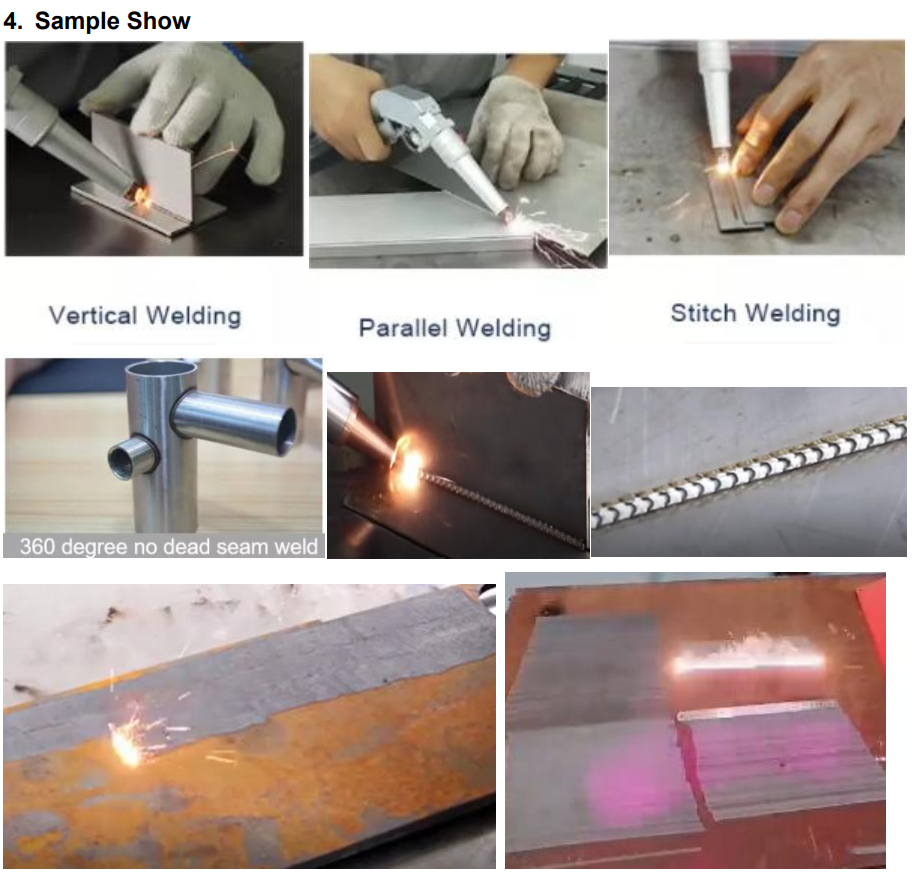 4. Sample Show
Vertical Welding
Parallel Welding
Stitch Welding
360 degree no dead seam weld